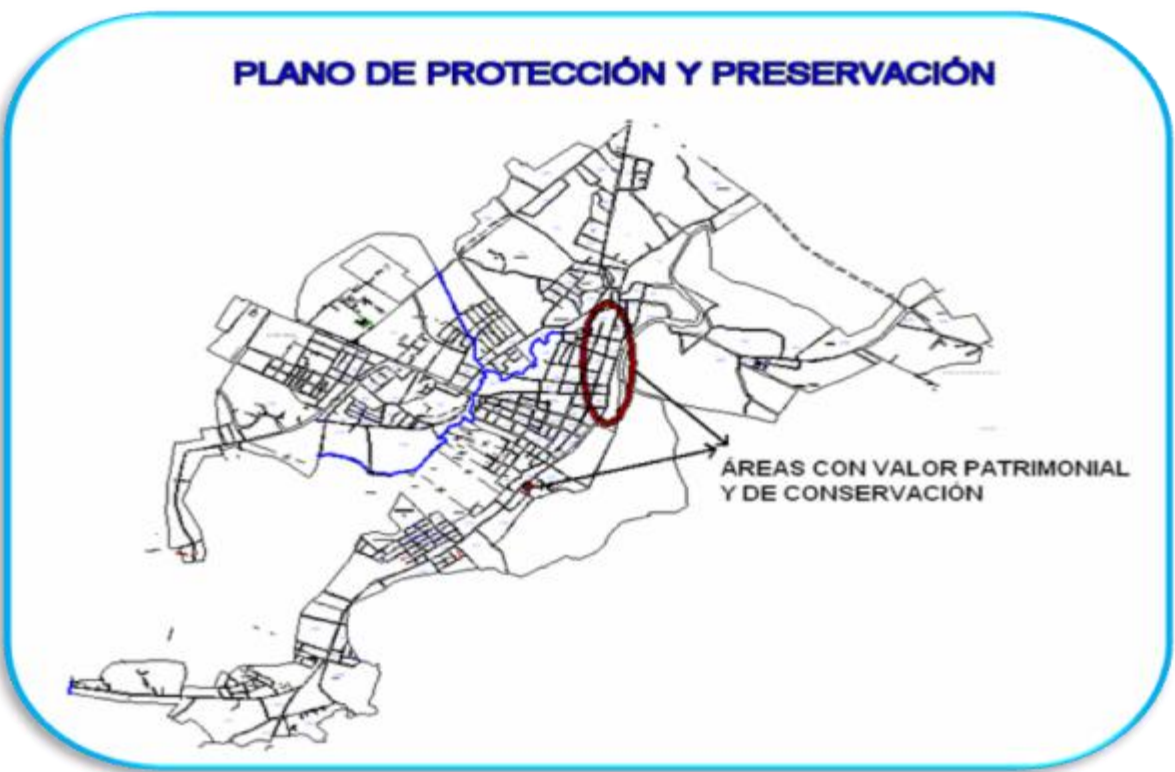 PLANO DE PROTECCIÓN Y PRESERVACIÓN
ÁREAS CON VALOR PATRIMONIAL
Y DE CONSERVACIÓN